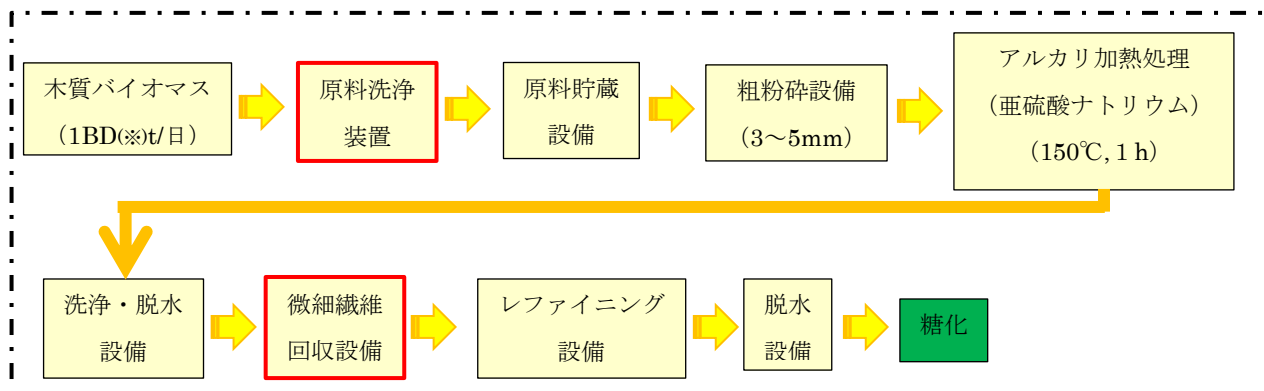 木質バイオマス
（1BD(※)t/日）
原料洗浄
装置
原料貯蔵
設備
粗粉砕設備
（3～5mm）
アルカリ加熱処理
（亜硫酸ナトリウム）
（150℃, 1 h）
洗浄・脱水
設備
微細繊維
回収設備
レファイニング
設備
脱水
設備
糖化